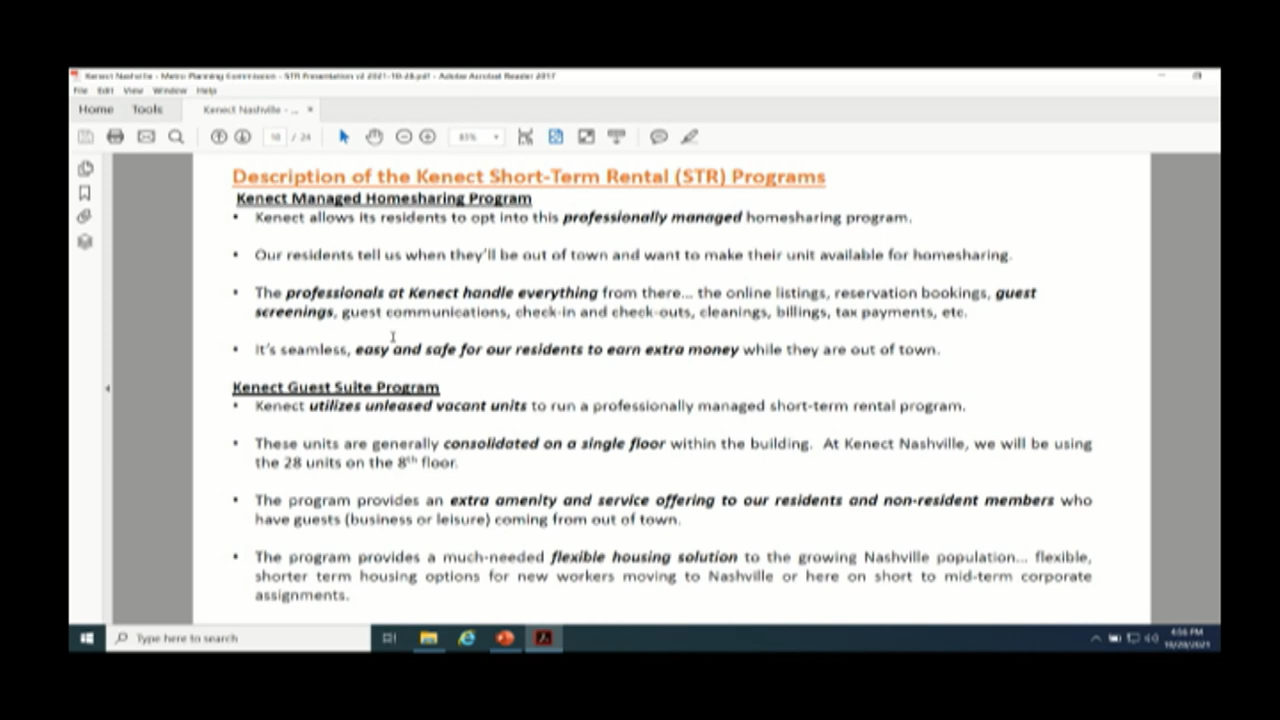 Kenect Nashville - Metro Planning Commission - STR Presentation v2 2021-10-28.pdf - Adobe Acrobat Reader 2017
File Edit View Window Help
Home Tools Kenect Nashville - ... ×
/ 24 85%
Description of the Kenect Short-Term Rental (STR) Programs
Kenect Managed Homesharing Program
• Kenect allows its residents to opt into this professionally managed homesharing program.
• Our residents tell us when they'll be out of town and want to make their unit available for homesharing.
• The professionals at Kenect handle everything from there... the online listings, reservation bookings, guest
screenings, guest communications, check-in and check-outs, cleanings, billings, tax payments, etc.
• It's seamless, easy and safe for our residents to earn extra money while they are out of town.
Kenect Guest Suite Program
• Kenect utilizes unleased vacant units to run a professionally managed short-term rental program.
• These units are generally consolidated on a single floor within the building. At Kenect Nashville, we will be using
the 28 units on the 8th floor.
• The program provides an extra amenity and service offering to our residents and non-resident members who
have guests (business or leisure) coming from out of town.
• The program provides a much-needed flexible housing solution to the growing Nashville population... flexible,
shorter term housing options for new workers moving to Nashville or here on short to mid-term corporate
assignments.
Type here to search
4:56 PM
10/28/2021